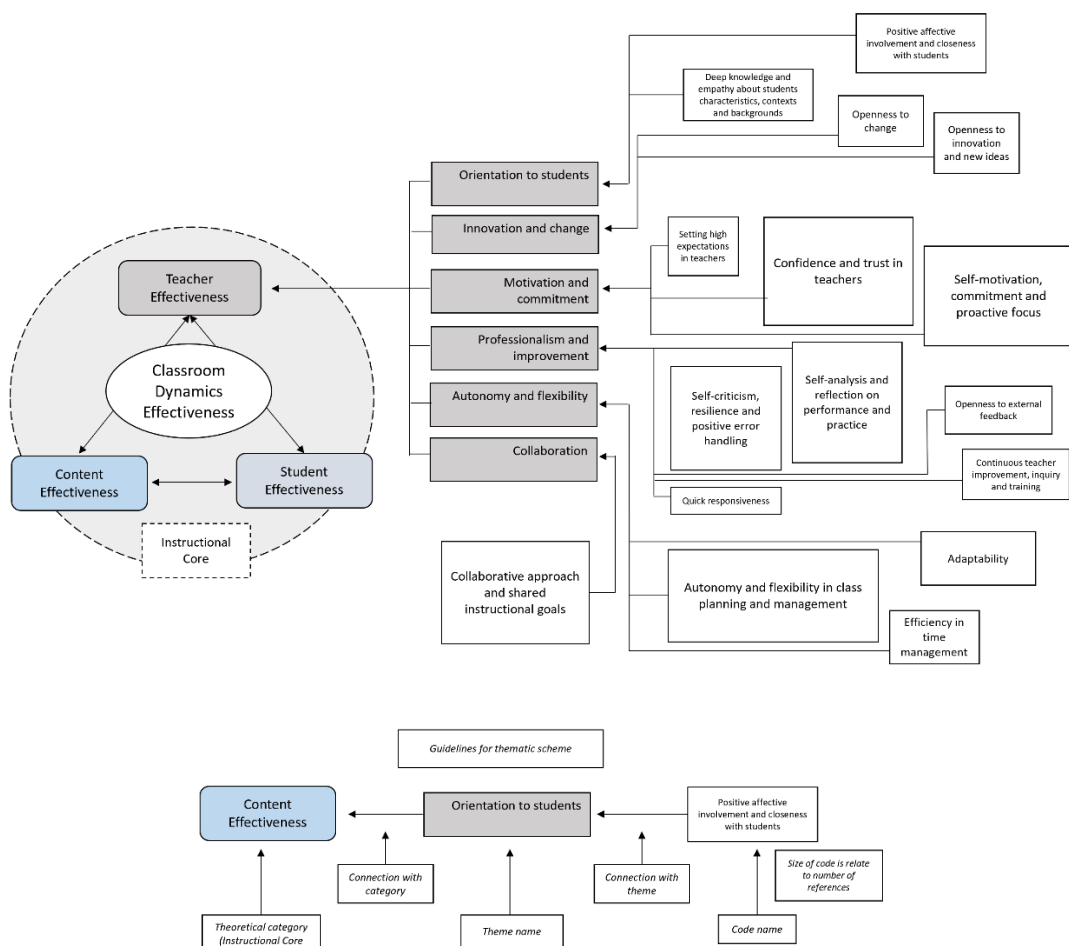 Positive affective
involvement and closeness
with students
Deep knowledge and
empathy about students
characteristics, contexts
and backgrounds
Openness to
change
Openness to
innovation
and new ideas
Orientation to students
Innovation and change
Setting high
expectations
in teachers
Confidence and trust in
teachers
Self-motivation,
commitment and
proactive focus
Teacher
Effectiveness
Motivation and
commitment
Professionalism and
improvement
Classroom
Dynamics
Effectiveness
Self-criticism,
resilience and
positive error
handling
Self-analysis and
reflection on
performance and
practice
Autonomy and flexibility
Openness to external
feedback
Collaboration
Content
Effectiveness
Student
Effectiveness
Continuous teacher
improvement, inquiry
and training
Quick responsiveness
Instructional
Core
Collaborative approach
and shared
instructional goals
Adaptability
Autonomy and flexibility in class
planning and management
Efficiency in
time
management
Guidelines for thematic scheme
Content
Effectiveness
Orientation to students
Positive affective
involvement and closeness
with students
Connection with
category
Connection with
theme
Size of code is relate
to number of
references
Theoretical category
(Instructional Core
Theme name
Code name